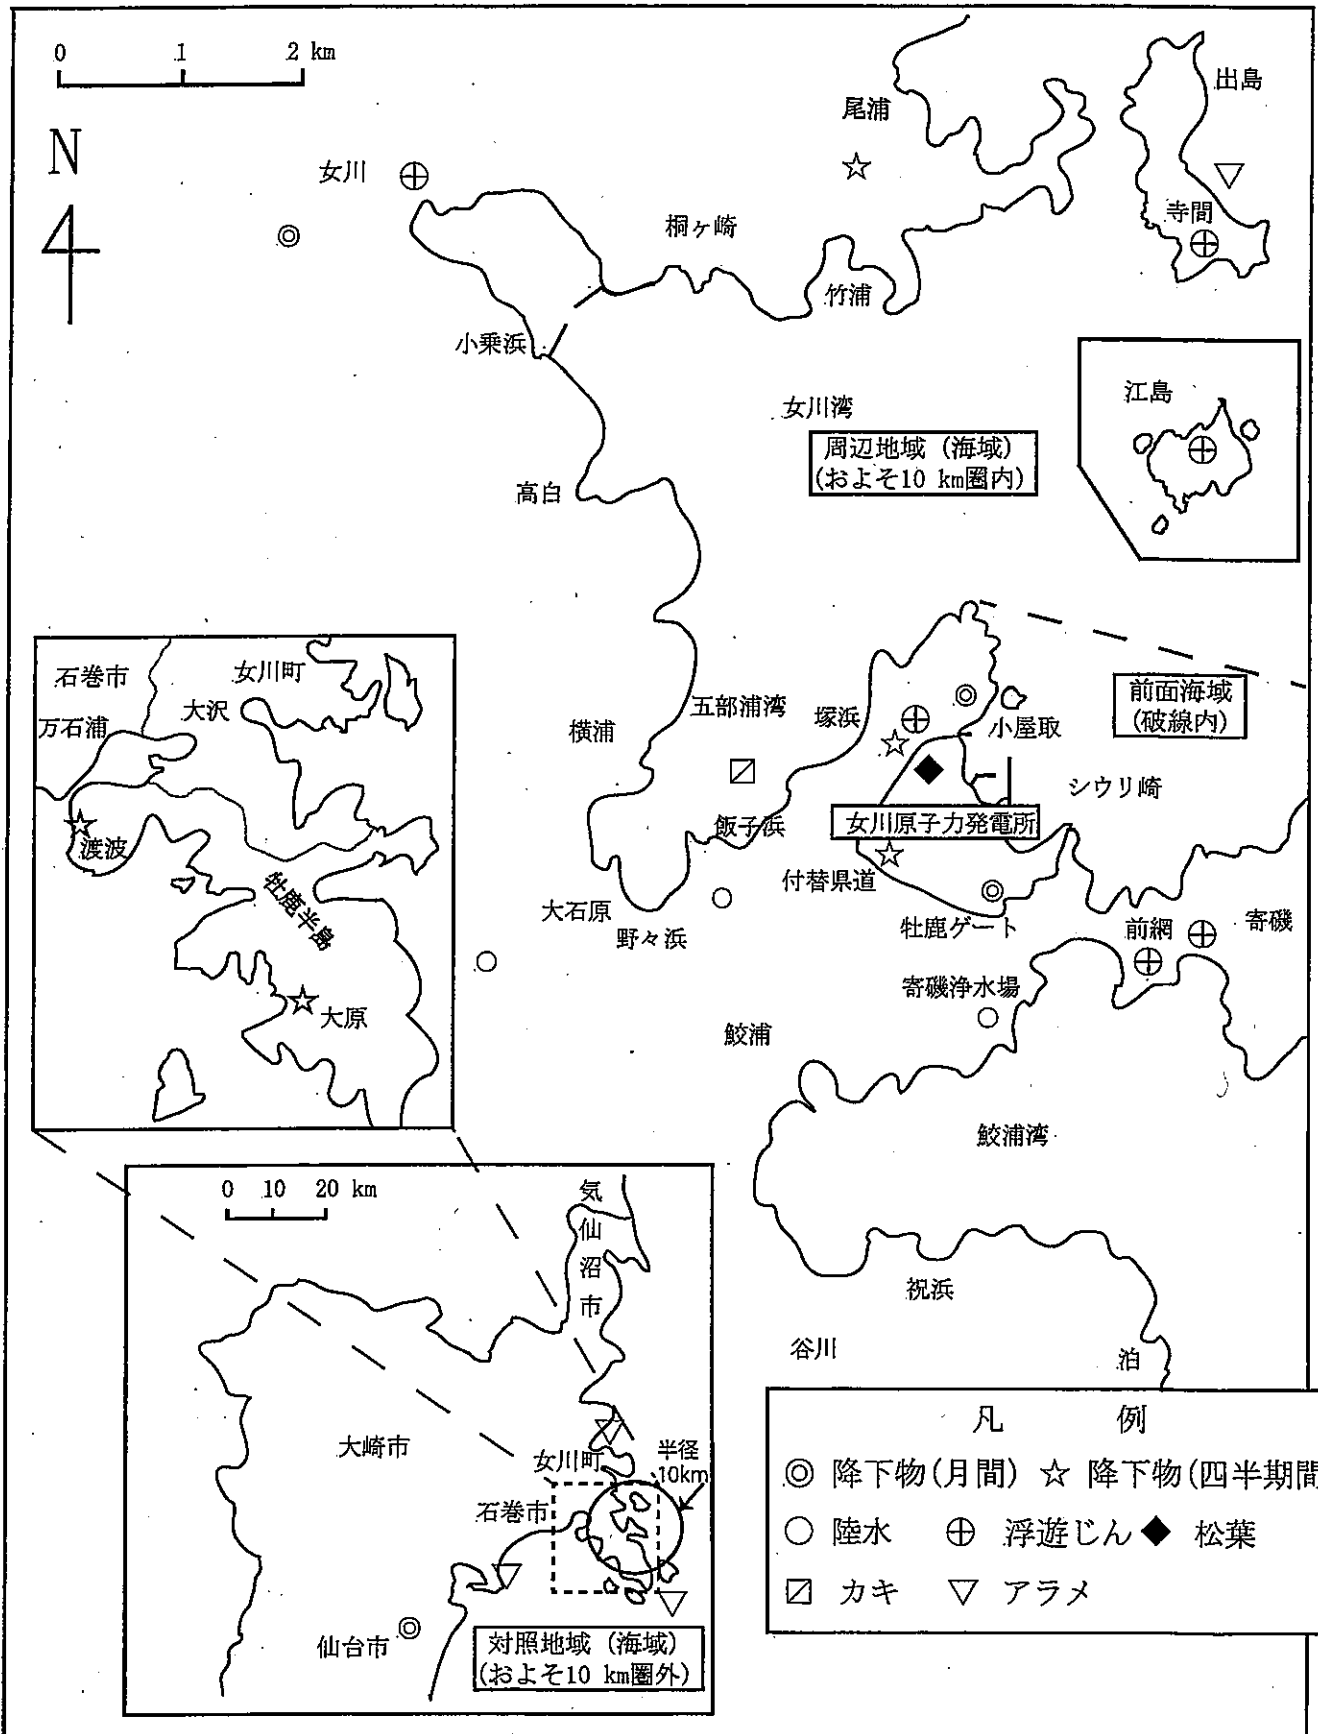 0 1 2 km
N
出島
尾浦
女川
寺間
桐ヶ崎
竹浦
小乗浜
女川湾
江島
周辺地域（海域）
(およそ10 km圏内)
高白
石巻市
女川町
万石浦
大沢
渡波
牡鹿半島
大原
五部浦湾
塚浜
小屋取
前面海域
(破線内)
横浦
シウリ崎
飯子浜
女川原子力発電所
付替県道
大石原
野々浜
牡鹿ゲート
前網
寄磯
寄磯浄水場
鮫浦
鮫浦湾
祝浜
谷川
泊
0 10 20 km
気仙沼市
大崎市
女川町
半径
10km
石巻市
仙台市
対照地域（海域）
(およそ10 km圏外)
凡 例
◎ 降下物(月間) ☆ 降下物(四半期間
○ 陸水 ⊕ 浮遊じん ◆ 松葉
〼 カキ ▽ アラメ